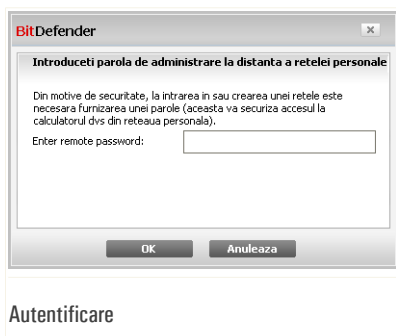 BitDefender
Introduceti parola de administrare la distanta a retelei personale
Din motive de securitate, la intrarea in sau crearea unei retele este
necesara furnizarea unei parole (aceasta va securiza accesul la
calculatorul dvs din reteaua personala).
Enter remote password:
OK Anuleaza
Autentificare